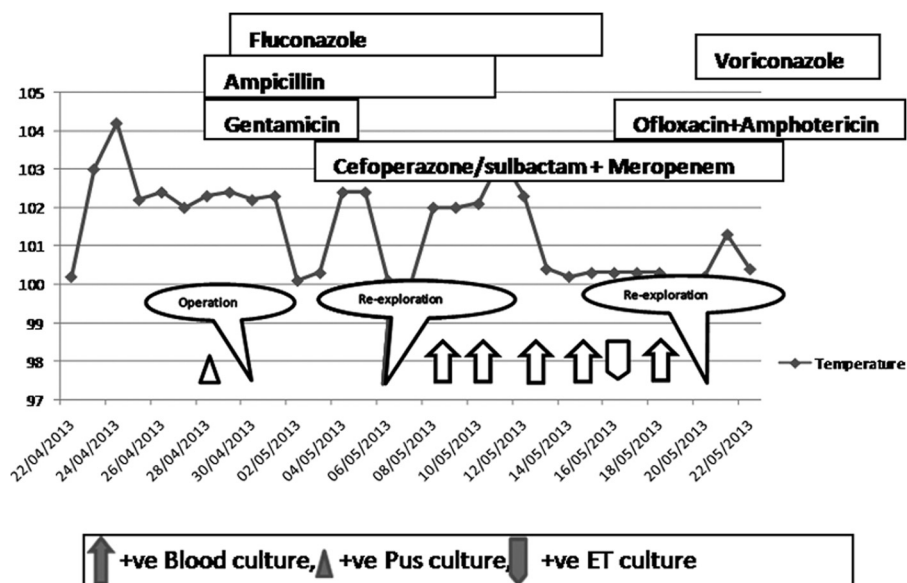 Fluconazole
Voriconazole
Ampicillin
Gentamicin
Ofloxacin+Amphotericin
Cefoperazone/sulbactam + Meropenem
105
104
103
102
101
100
99
98
97
Operation
Re-exploration
Re-exploration
Temperature
22/04/2013
24/04/2013
26/04/2013
28/04/2013
30/04/2013
02/05/2013
04/05/2013
06/05/2013
08/05/2013
10/05/2013
12/05/2013
14/05/2013
16/05/2013
18/05/2013
20/05/2013
22/05/2013
+ve Blood culture, +ve Pus culture, +ve ET culture